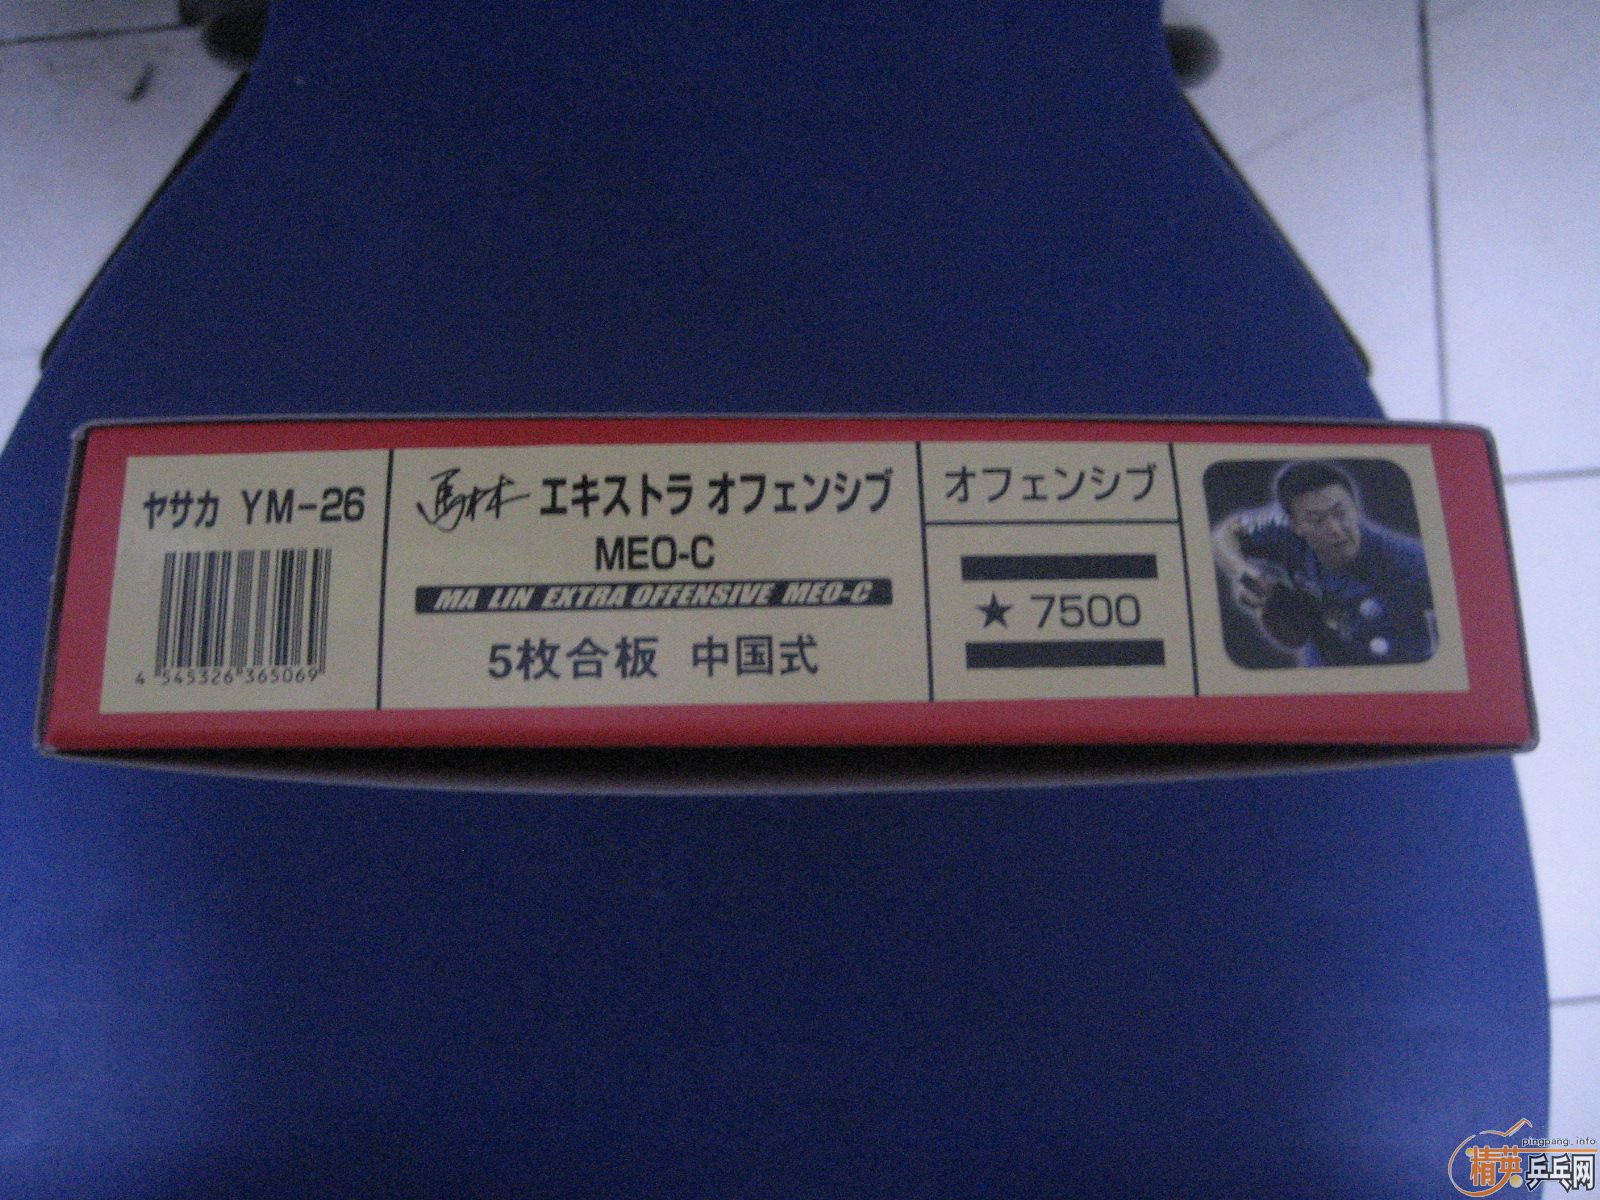 ヤサカ YM-26
4 545326 365069
馬林 エキストラ オフェンシブ
MEO-C
MA LIN EXTRA OFFENSIVE MEO-C
5枚合板 中国式
オフェンシブ
★ 7500
pingpang.info
精英乒乓网